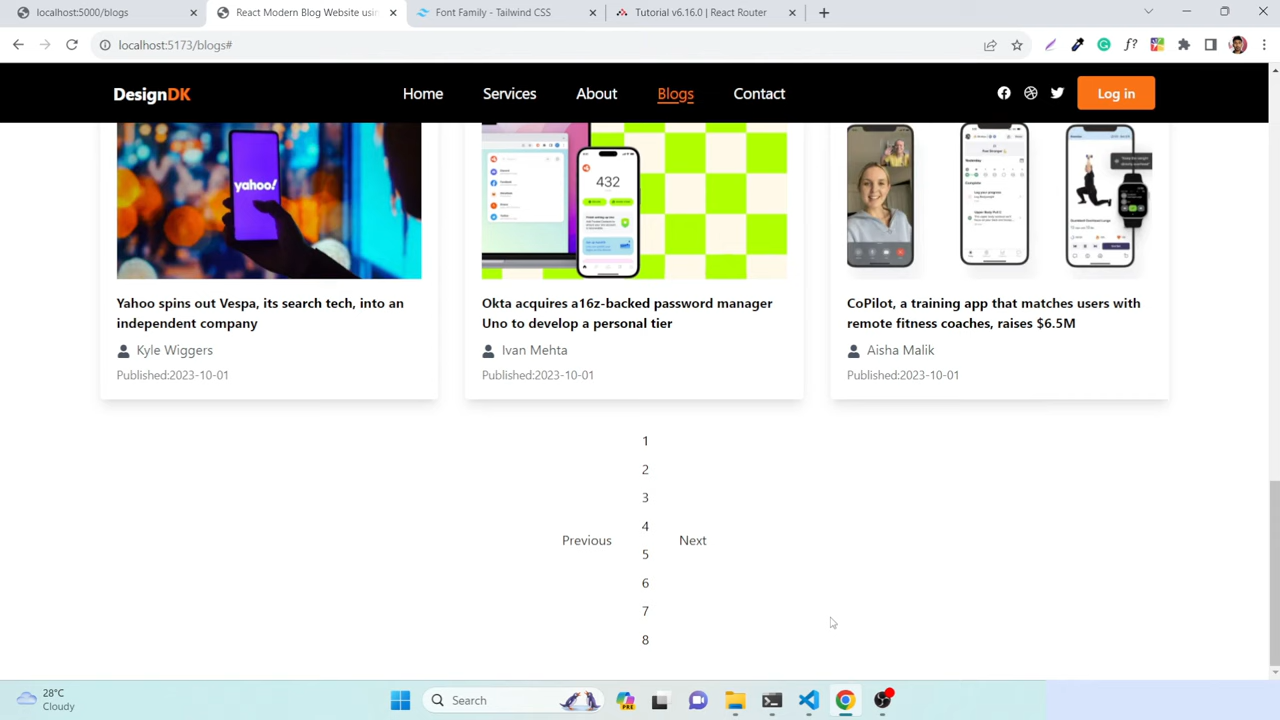 localhost:5000/blogs
React Modern Blog Website usin
Font Family - Tailwind CSS
Tutorial v6.16.0 | React Router
localhost:5173/blogs#
DesignDK
Home
Services
About
Blogs
Contact
Log in
yahoo!
432
Yahoo spins out Vespa, its search tech, into an
independent company
Kyle Wiggers
Published:2023-10-01
Okta acquires a16z-backed password manager
Uno to develop a personal tier
Ivan Mehta
Published:2023-10-01
CoPilot, a training app that matches users with
remote fitness coaches, raises $6.5M
Aisha Malik
Published:2023-10-01
Previous
1
2
3
4
5
6
7
8
Next
28°C
Cloudy
Search